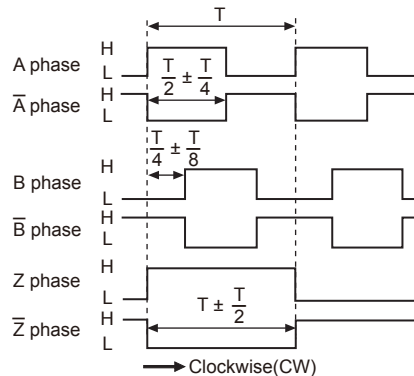 T
A phase H
L
A̅ phase H
L
T/2 ± T/4
T/4 ± T/8
B phase H
L
B̅ phase H
L
Z phase H
L
Z̅ phase H
L
T ± T/2
Clockwise(CW)